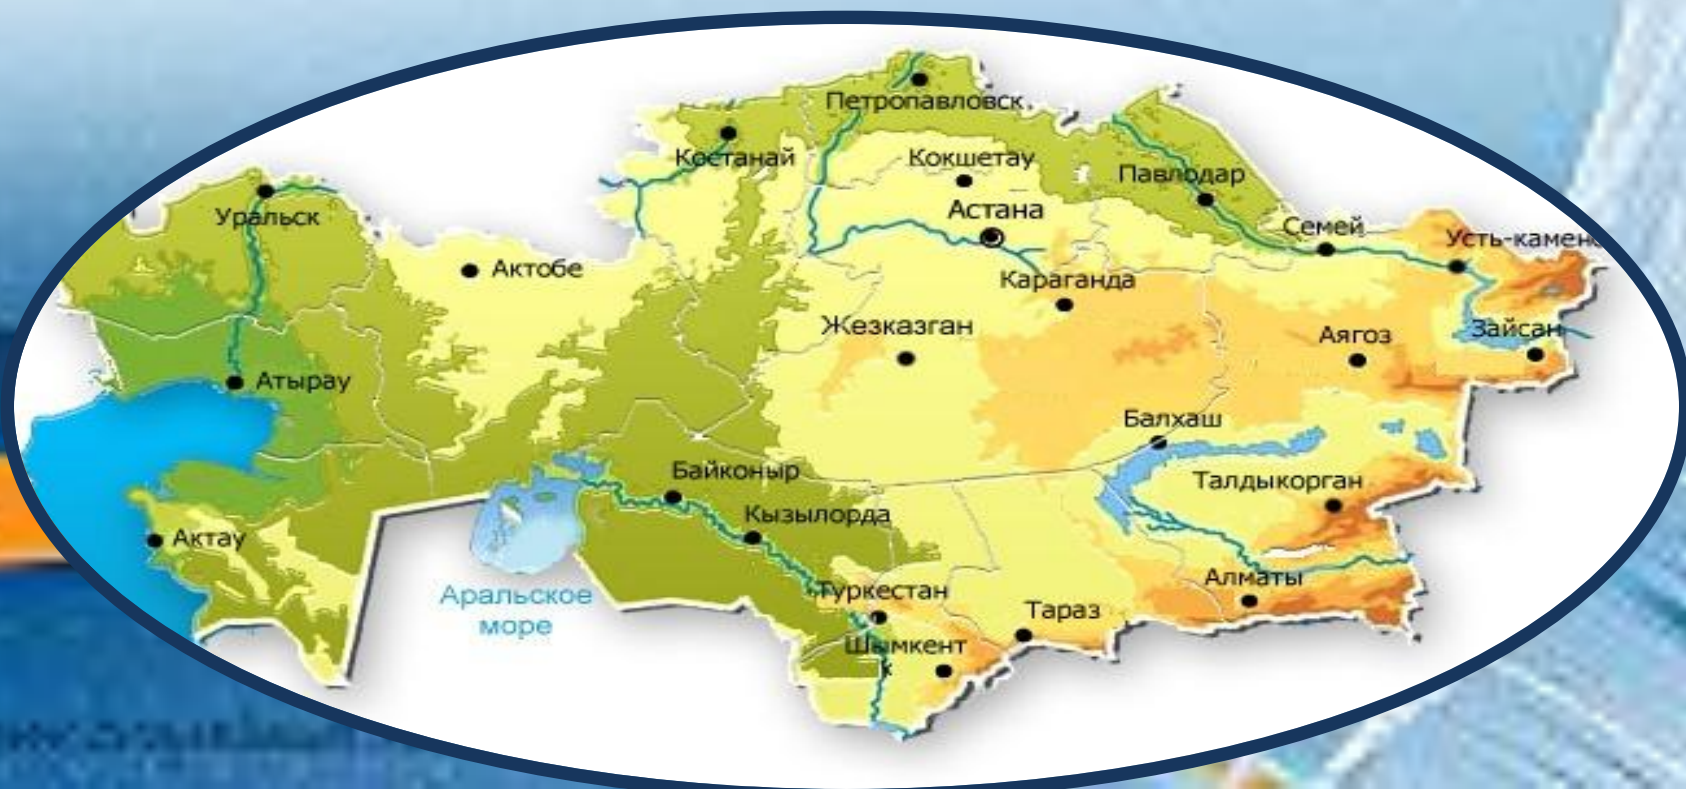 Петропавловск
Костанай
Кокшетау
Павлодар
Астана
Уральск
Семей
Усть-камено
Актобе
Караганда
Жезказган
Аягоз
Зайсан
Атырау
Балхаш
Байконыр
Талдыкорган
Кызылорда
Актау
Алматы
Аральское
море
Туркестан
Тараз
Шымкент